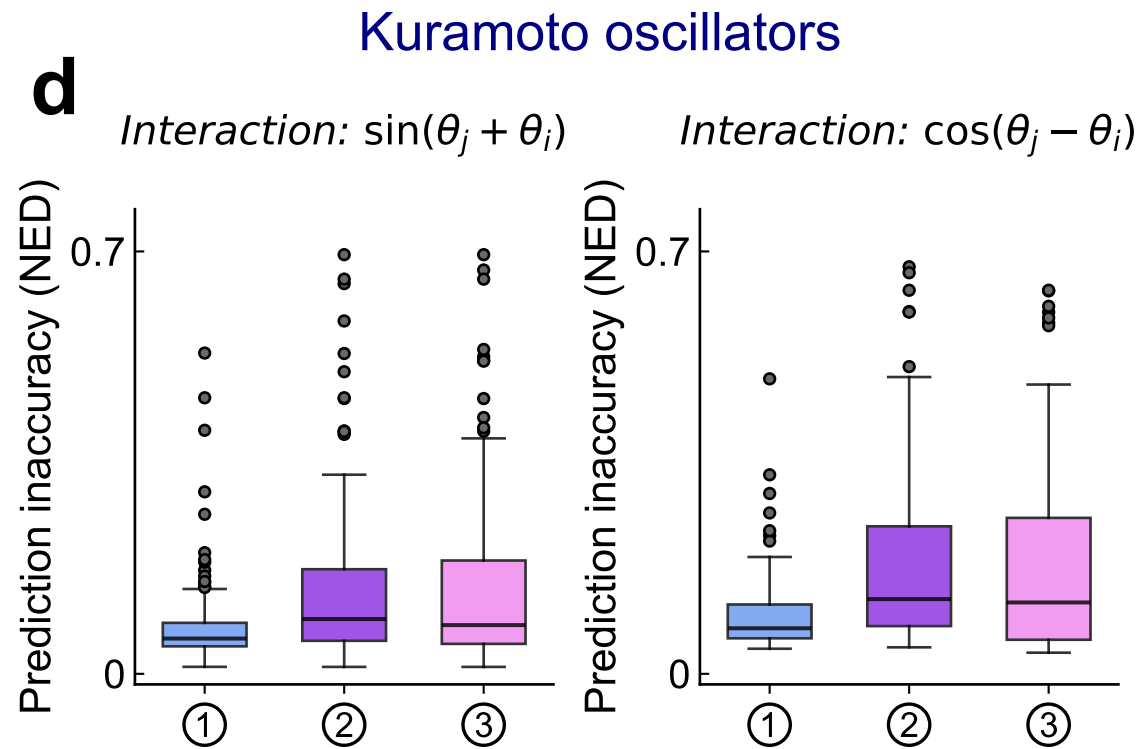 Kuramoto oscillators
d
Interaction: sin(θj + θi)
Interaction: cos(θj − θi)
Prediction inaccuracy (NED)
0.7
0
① ② ③
Prediction inaccuracy (NED)
0.7
0
① ② ③